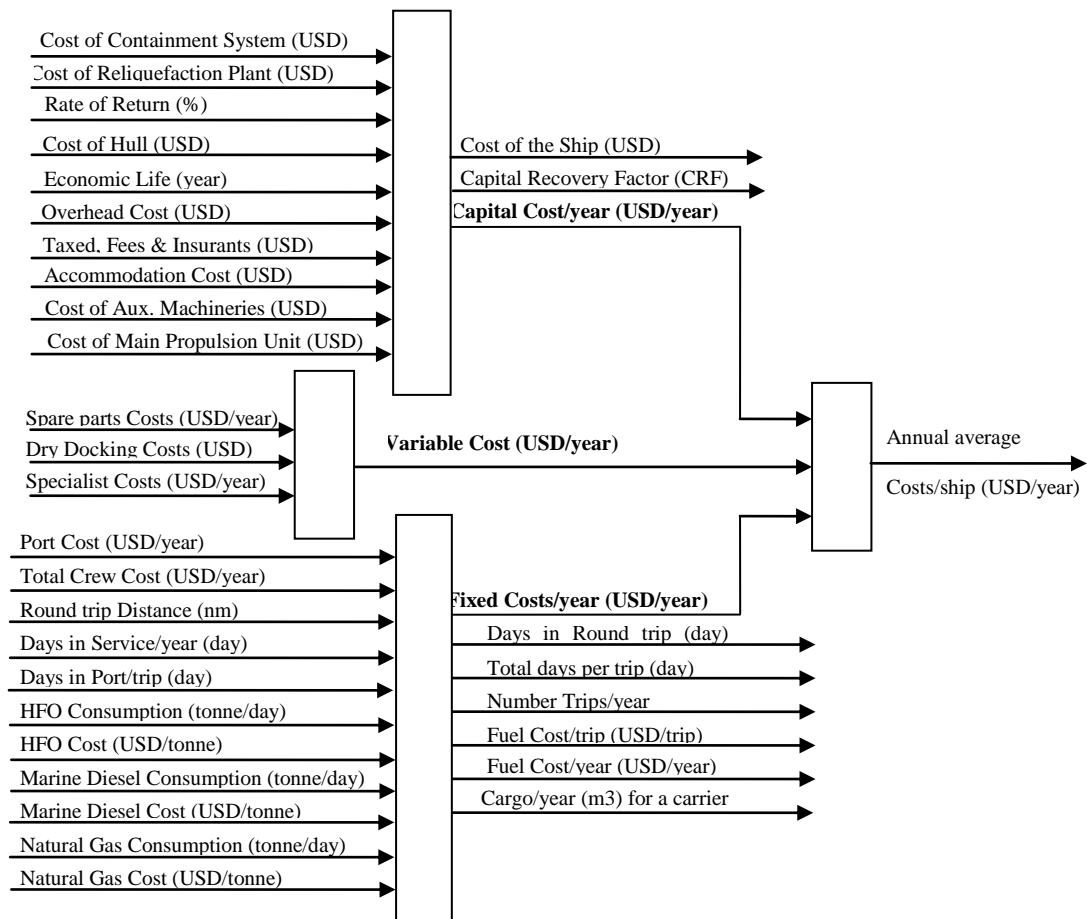 Cost of Containment System (USD)
Cost of Reliquefaction Plant (USD)
Rate of Return (%)
Cost of Hull (USD)
Economic Life (year)
Overhead Cost (USD)
Taxed, Fees & Insurants (USD)
Accommodation Cost (USD)
Cost of Aux. Machineries (USD)
Cost of Main Propulsion Unit (USD)
Cost of the Ship (USD)
Capital Recovery Factor (CRF)
Capital Cost/year (USD/year)
Spare parts Costs (USD/year)
Dry Docking Costs (USD)
Specialist Costs (USD/year)
Variable Cost (USD/year)
Annual average
Costs/ship (USD/year)
Port Cost (USD/year)
Total Crew Cost (USD/year)
Round trip Distance (nm)
Days in Service/year (day)
Days in Port/trip (day)
HFO Consumption (tonne/day)
HFO Cost (USD/tonne)
Marine Diesel Consumption (tonne/day)
Marine Diesel Cost (USD/tonne)
Natural Gas Consumption (tonne/day)
Natural Gas Cost (USD/tonne)
Fixed Costs/year (USD/year)
Days in Round trip (day)
Total days per trip (day)
Number Trips/year
Fuel Cost/trip (USD/trip)
Fuel Cost/year (USD/year)
Cargo/year (m3) for a carrier